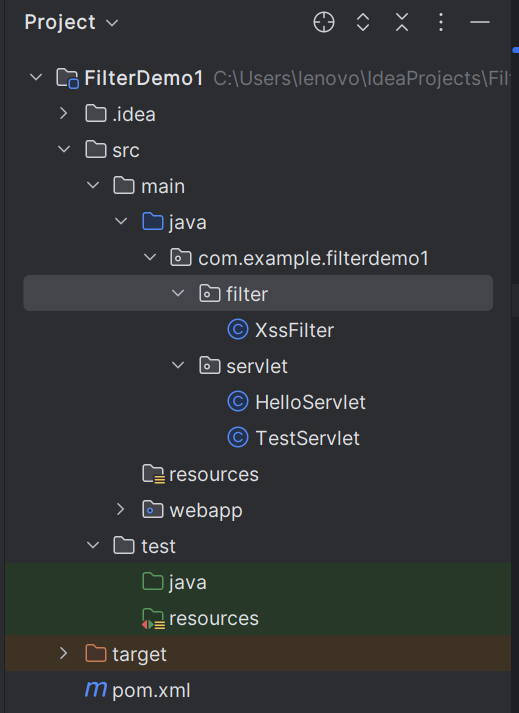 Project
FilterDemo1 C:\Users\lenovo\IdeaProjects\Fil
.idea
src
main
java
com.example.filterdemo1
filter
XssFilter
servlet
HelloServlet
TestServlet
resources
webapp
test
java
resources
target
pom.xml